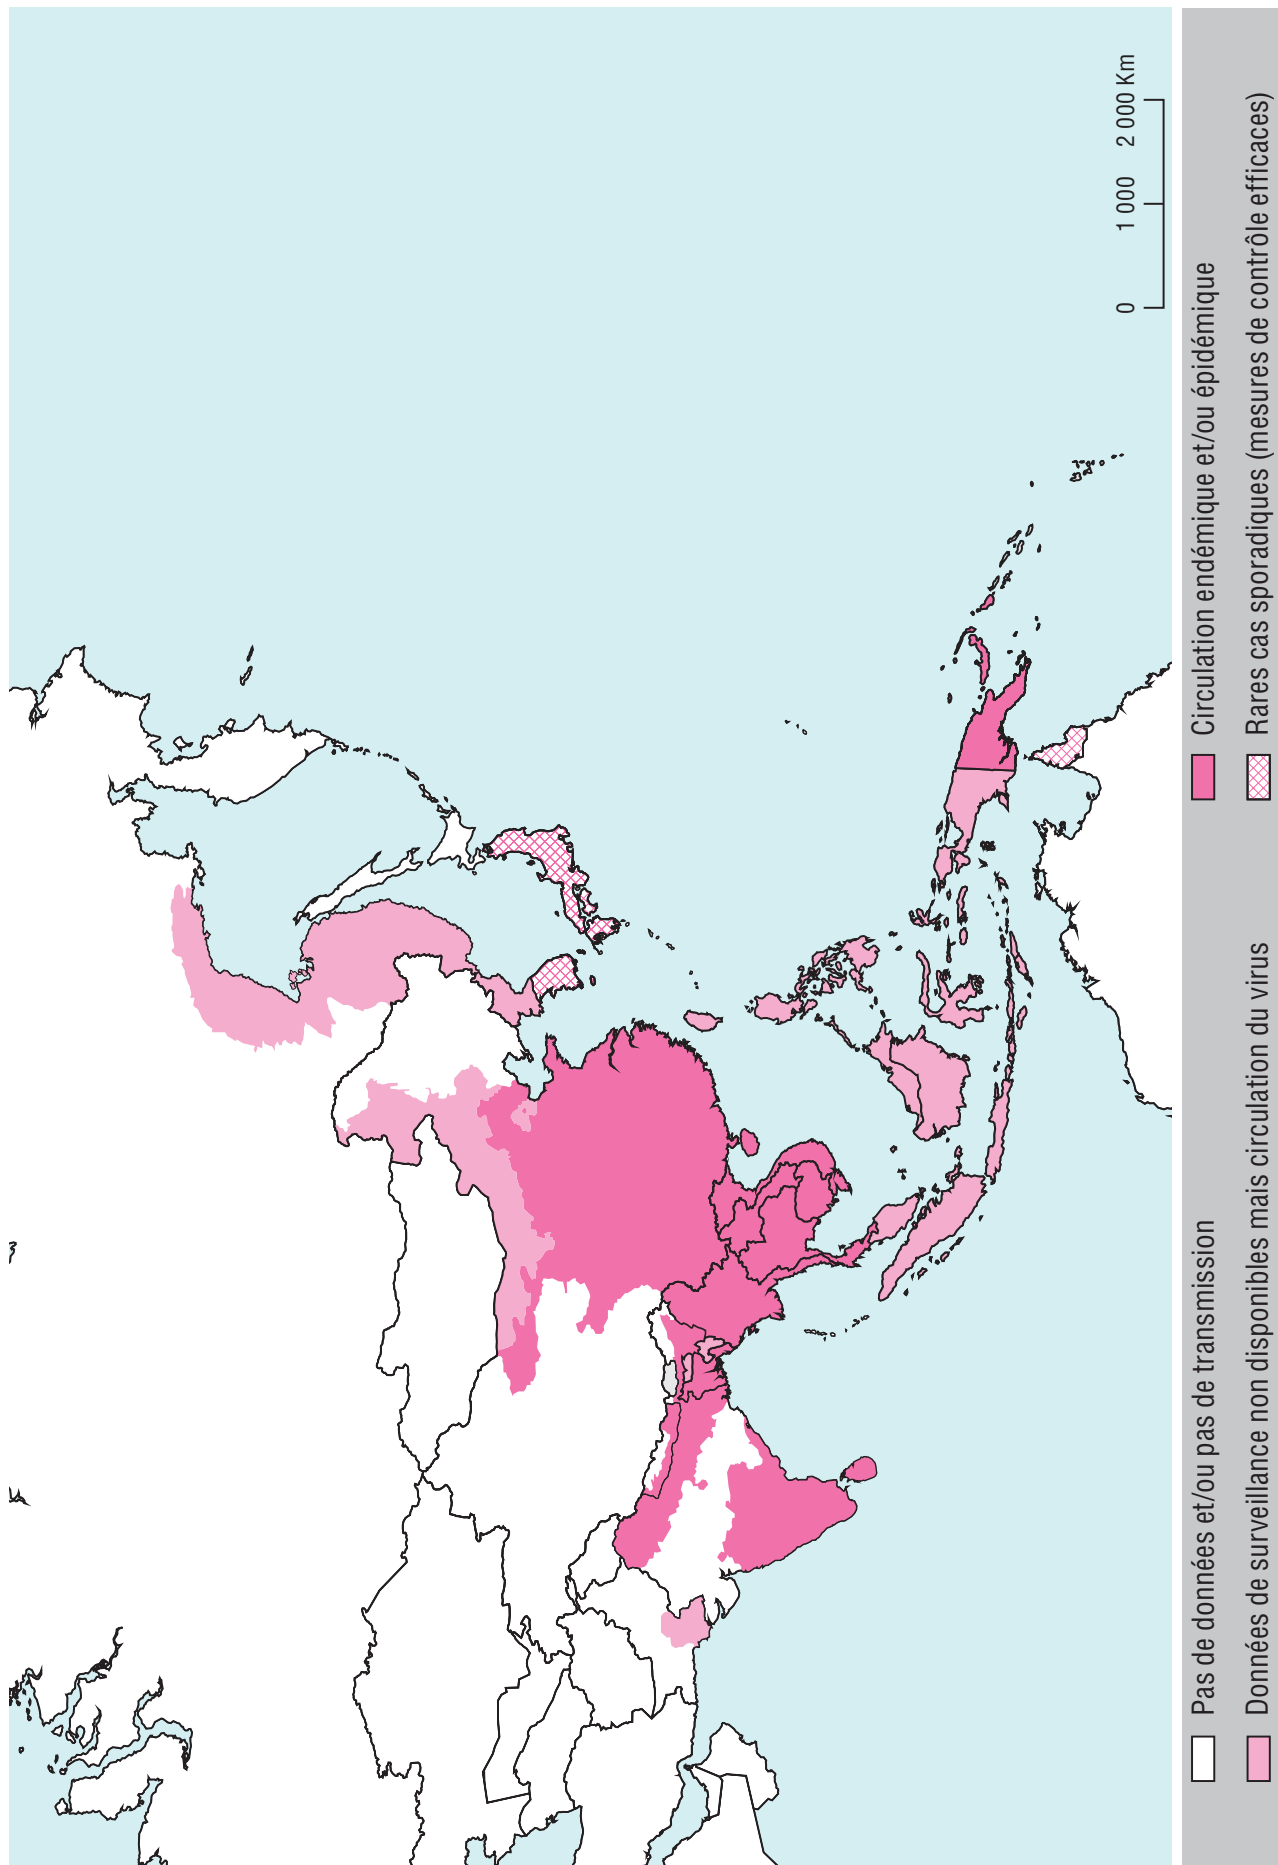 0 1 000 2 000 Km
Pas de données et/ou pas de transmission
Circulation endémique et/ou épidémique
Données de surveillance non disponibles mais circulation du virus
Rares cas sporadiques (mesures de contrôle efficaces)